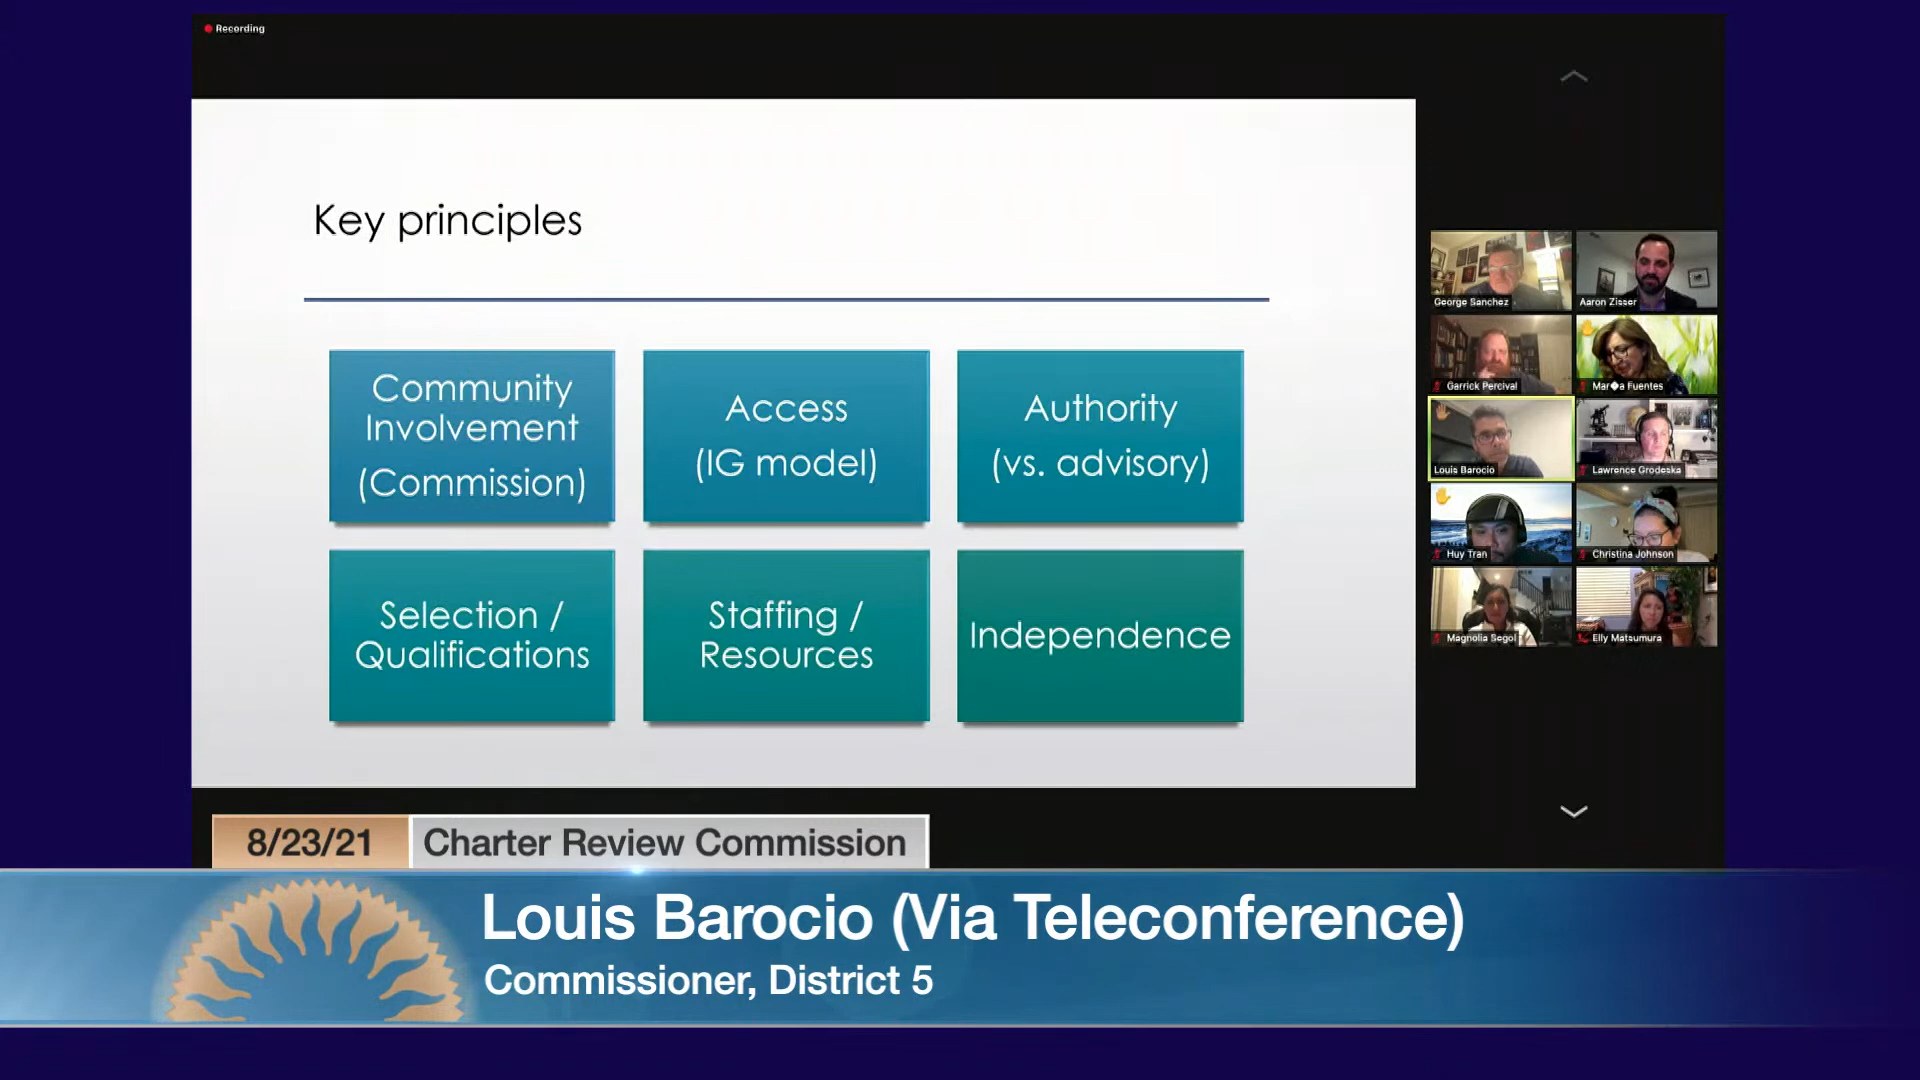 Recording
Key principles
Community
Involvement
(Commission)
Access
(IG model)
Authority
(vs. advisory)
Selection /
Qualifications
Staffing /
Resources
Independence
George Sanchez
Aaron Zisser
Garrick Percival
Mar�a Fuentes
Louis Barocio
Lawrence Grodeska
Huy Tran
Christina Johnson
Magnolia Segol
Elly Matsumura
8/23/21
Charter Review Commission
Louis Barocio (Via Teleconference)
Commissioner, District 5